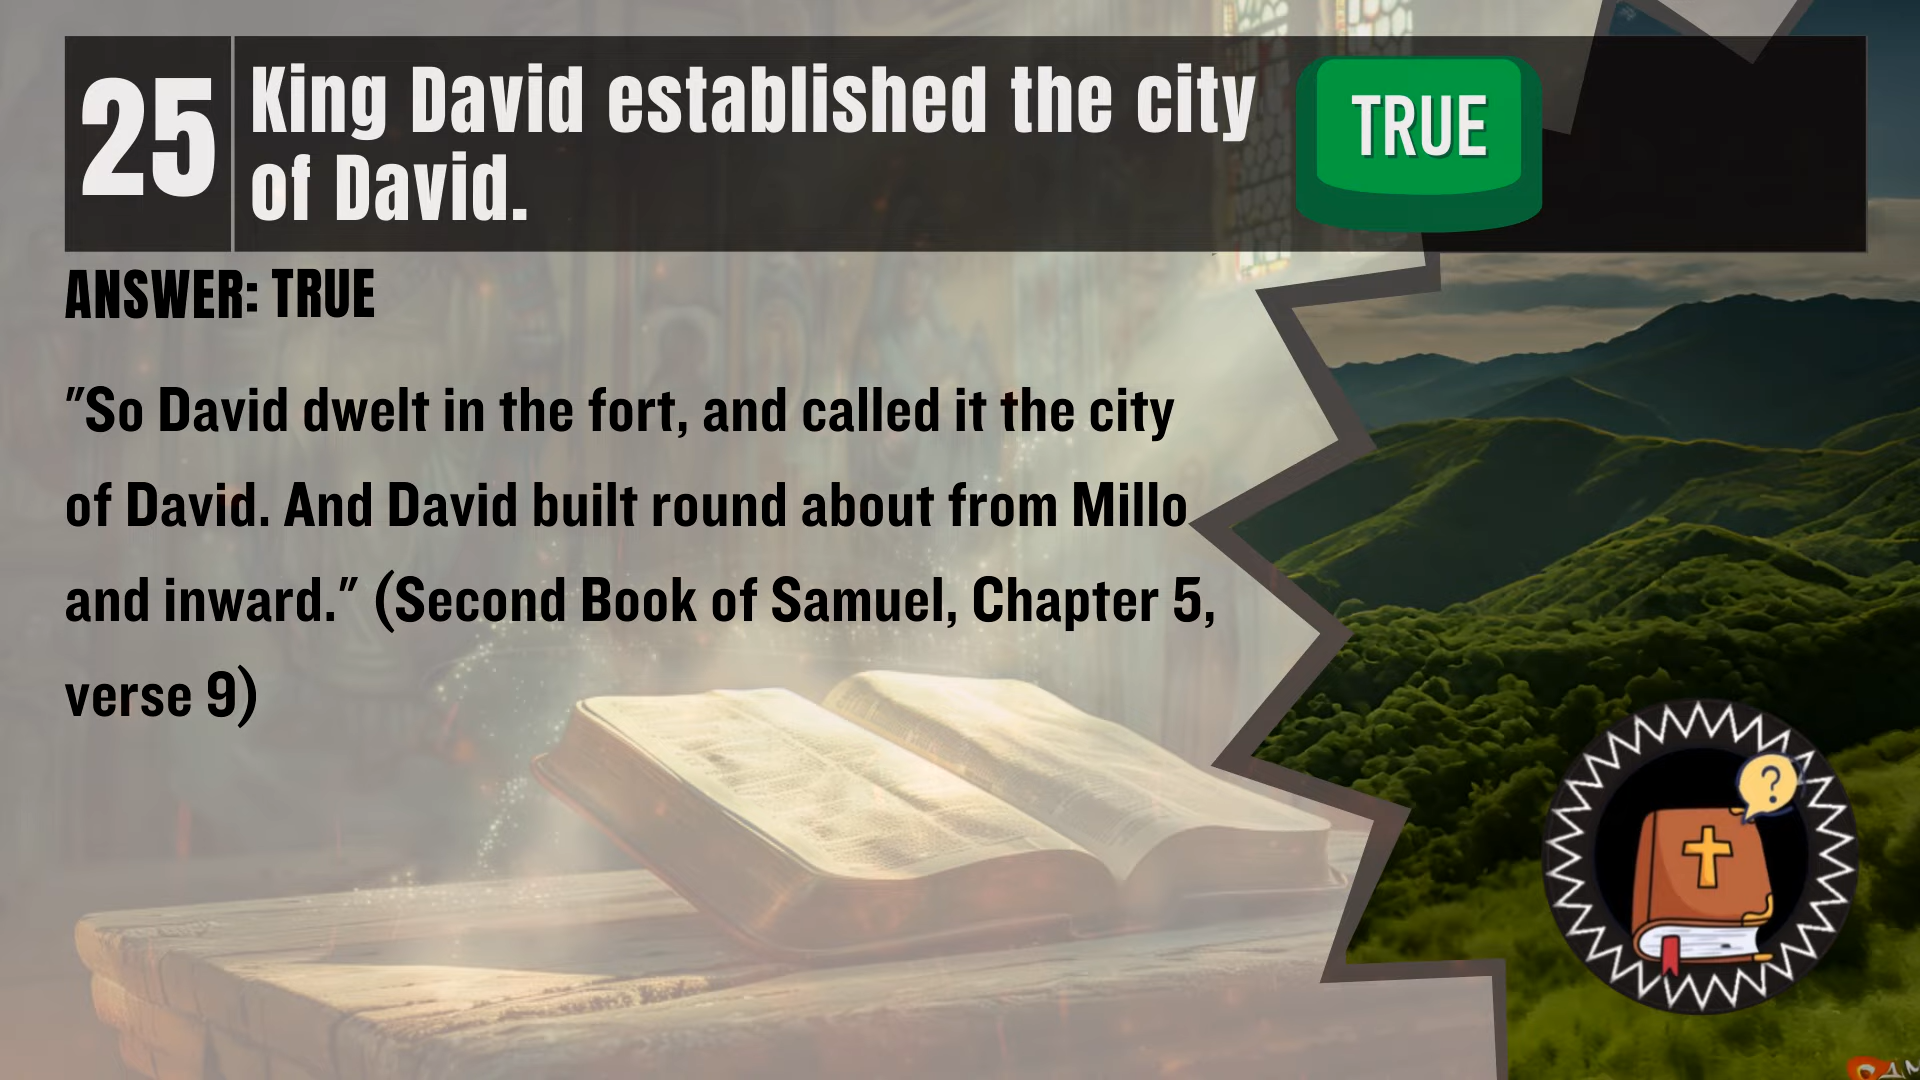 25
King David established the city
of David.
TRUE
ANSWER: TRUE
"So David dwelt in the fort, and called it the city
of David. And David built round about from Millo
and inward." (Second Book of Samuel, Chapter 5,
verse 9)
?